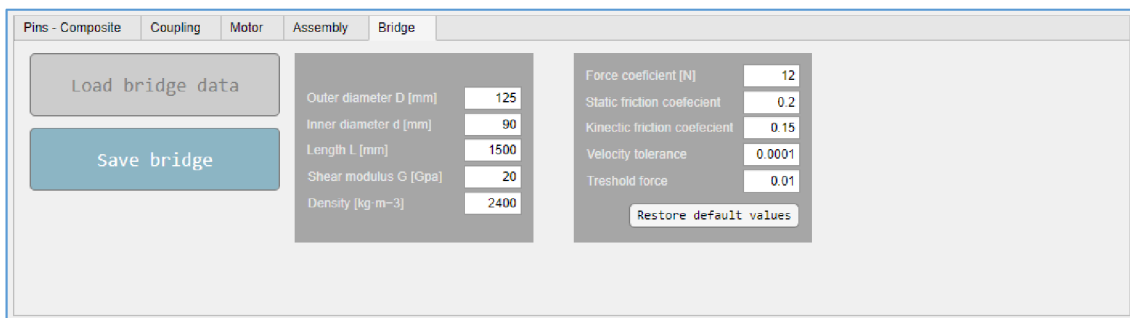 Pins - Composite Coupling Motor Assembly Bridge
Load bridge data
Save bridge
Outer diameter D [mm] 125
Inner diameter d [mm] 90
Length L [mm] 1500
Shear modulus G [Gpa] 20
Density [kg·m−3] 2400
Force coeficient [N] 12
Static friction coefecient 0.2
Kinectic friction coefecient 0.15
Velocity tolerance 0.0001
Treshold force 0.01
Restore default values